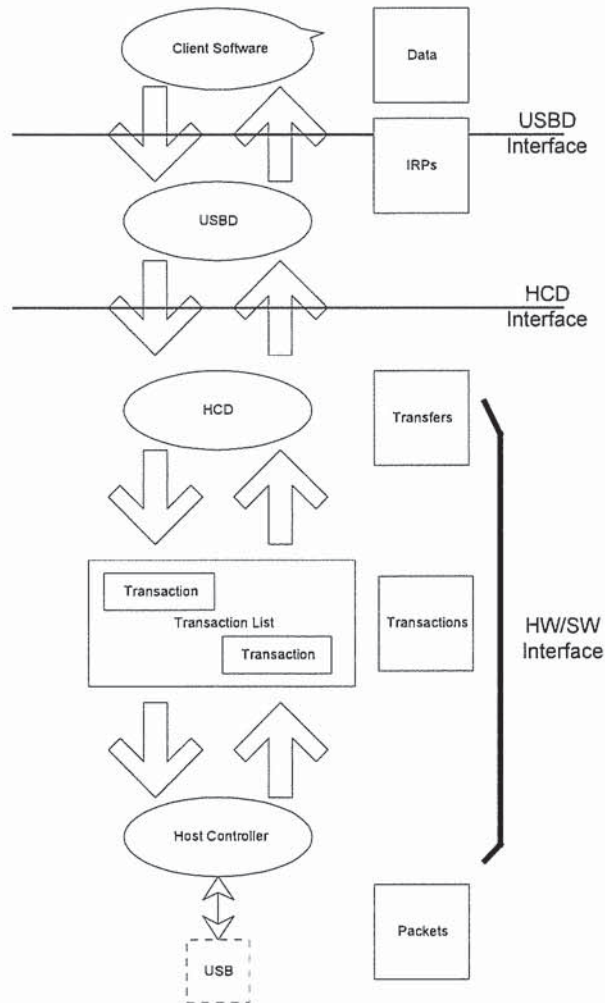 Client Software
Data
USBD
Interface
IRPs
USBD
HCD
Interface
HCD
Transfers
Transaction
Transaction List
Transaction
Transactions
HW/SW
Interface
Host Controller
Packets
USB